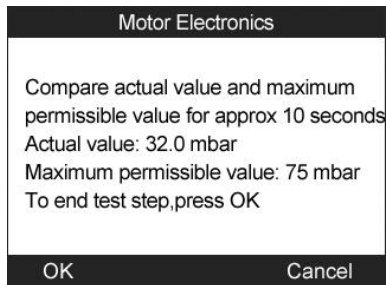 Motor Electronics
Compare actual value and maximum
permissible value for approx 10 seconds
Actual value: 32.0 mbar
Maximum permissible value: 75 mbar
To end test step,press OK
OK Cancel